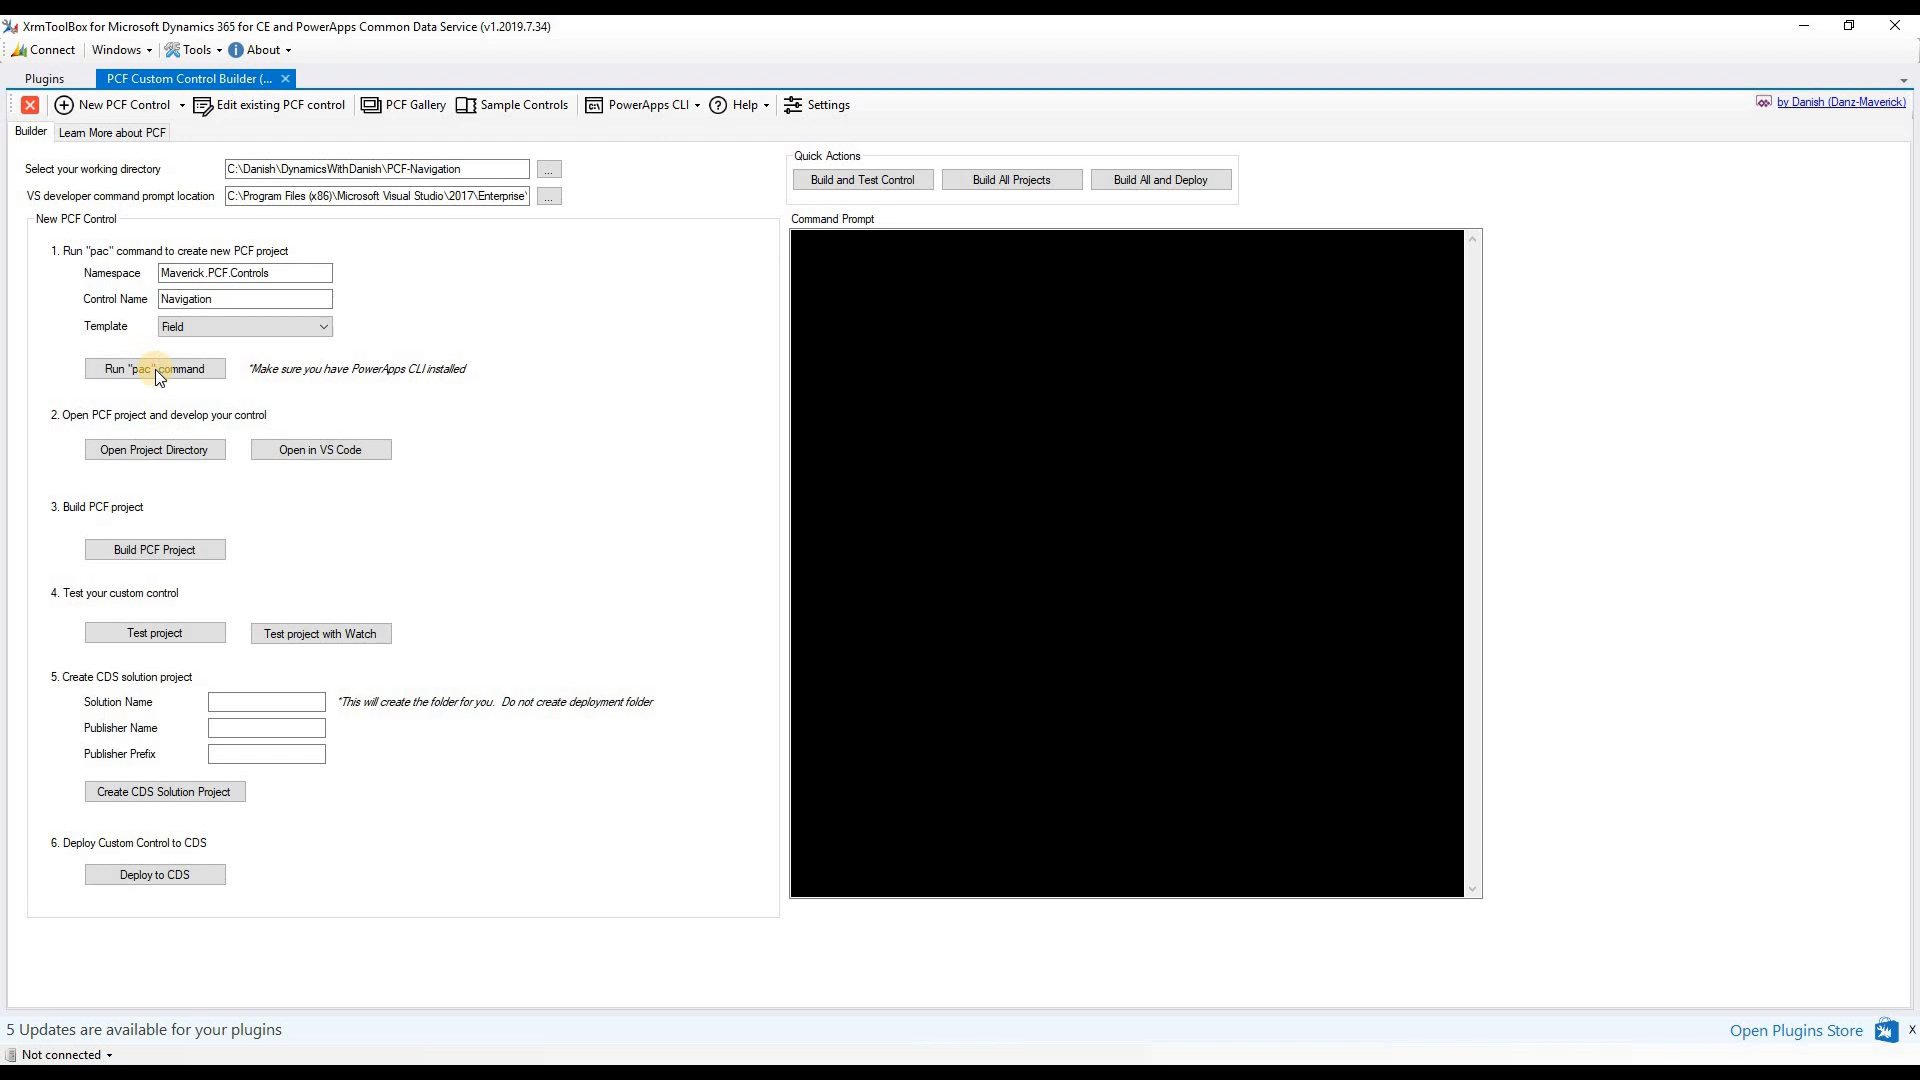 XrmToolBox for Microsoft Dynamics 365 for CE and PowerApps Common Data Service (v1.2019.7.34)
Connect Windows Tools About
Plugins PCF Custom Control Builder (...
New PCF Control Edit existing PCF control PCF Gallery Sample Controls PowerApps CLI Help Settings by Danish (Danz-Maverick)
Builder Learn More about PCF
Select your working directory C:\Danish\DynamicsWithDanish\PCF-Navigation ...
VS developer command prompt location C:\Program Files (x86)\Microsoft Visual Studio\2017\Enterprise\ ...
Quick Actions
Build and Test Control Build All Projects Build All and Deploy
New PCF Control
Command Prompt
1. Run "pac" command to create new PCF project
Namespace Maverick.PCF.Controls
Control Name Navigation
Template Field
Run "pac" command *Make sure you have PowerApps CLI installed
2. Open PCF project and develop your control
Open Project Directory Open in VS Code
3. Build PCF project
Build PCF Project
4. Test your custom control
Test project Test project with Watch
5. Create CDS solution project
Solution Name *This will create the folder for you. Do not create deployment folder
Publisher Name
Publisher Prefix
Create CDS Solution Project
6. Deploy Custom Control to CDS
Deploy to CDS
5 Updates are available for your plugins Open Plugins Store X
Not connected